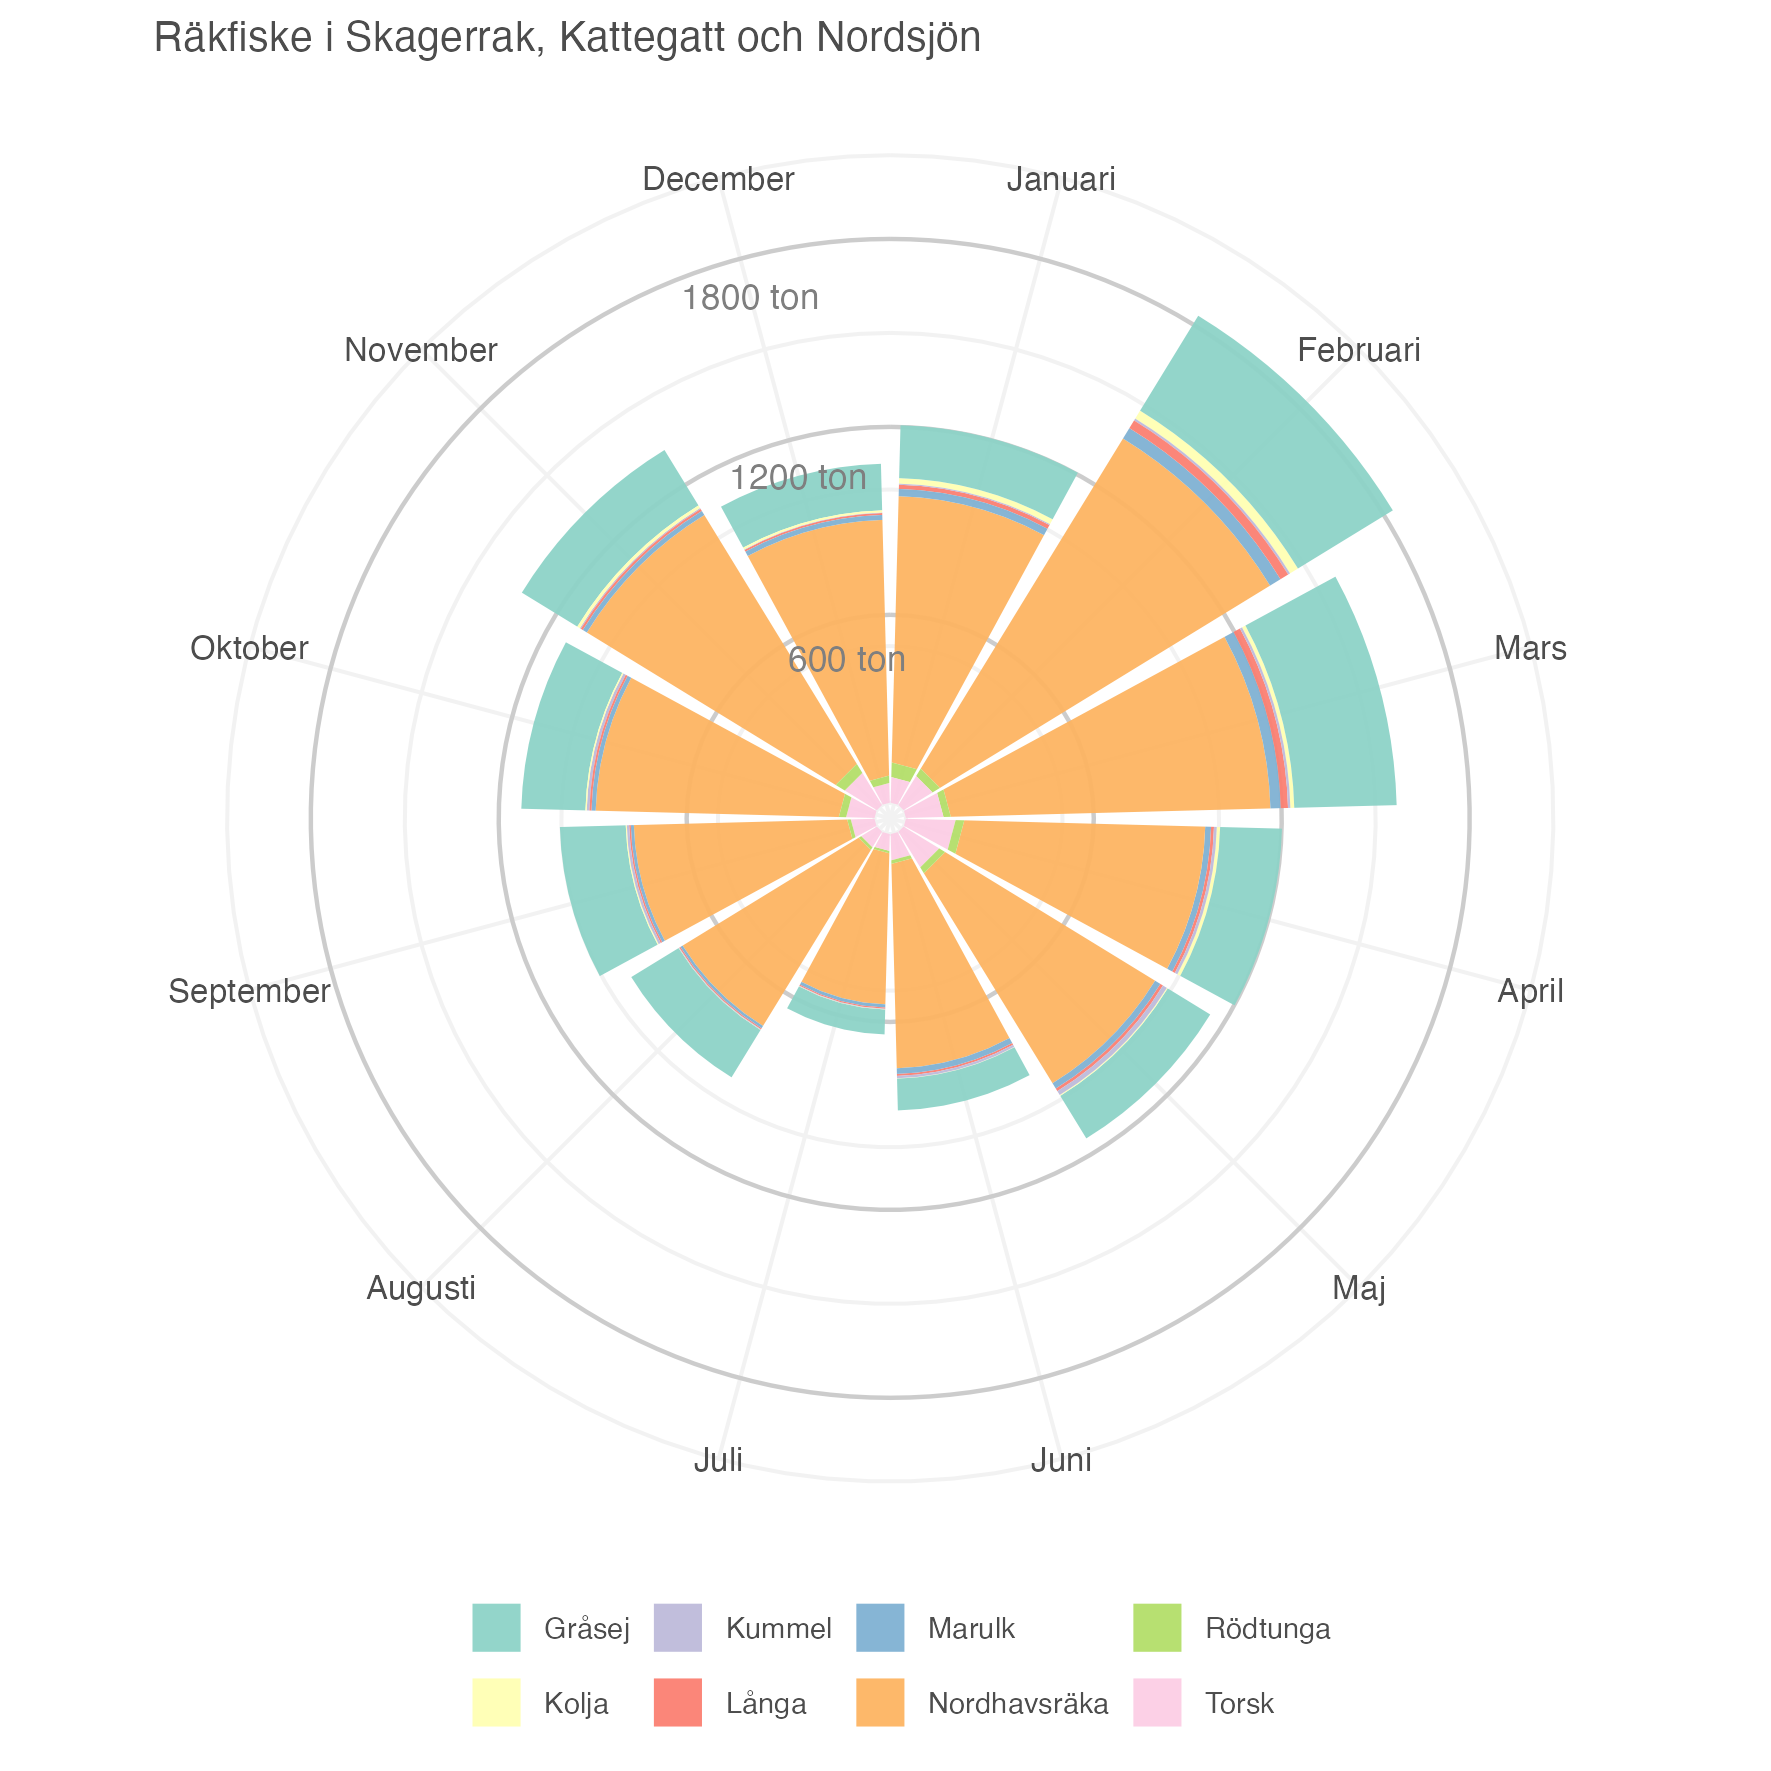 Räkfiske i Skagerrak, Kattegatt och Nordsjön
December
Januari
1800 ton
November
Februari
1200 ton
Oktober
600 ton
Mars
September
April
Augusti
Maj
Juli
Juni
Gråsej
Kummel
Marulk
Rödtunga
Kolja
Långa
Nordhavsräka
Torsk